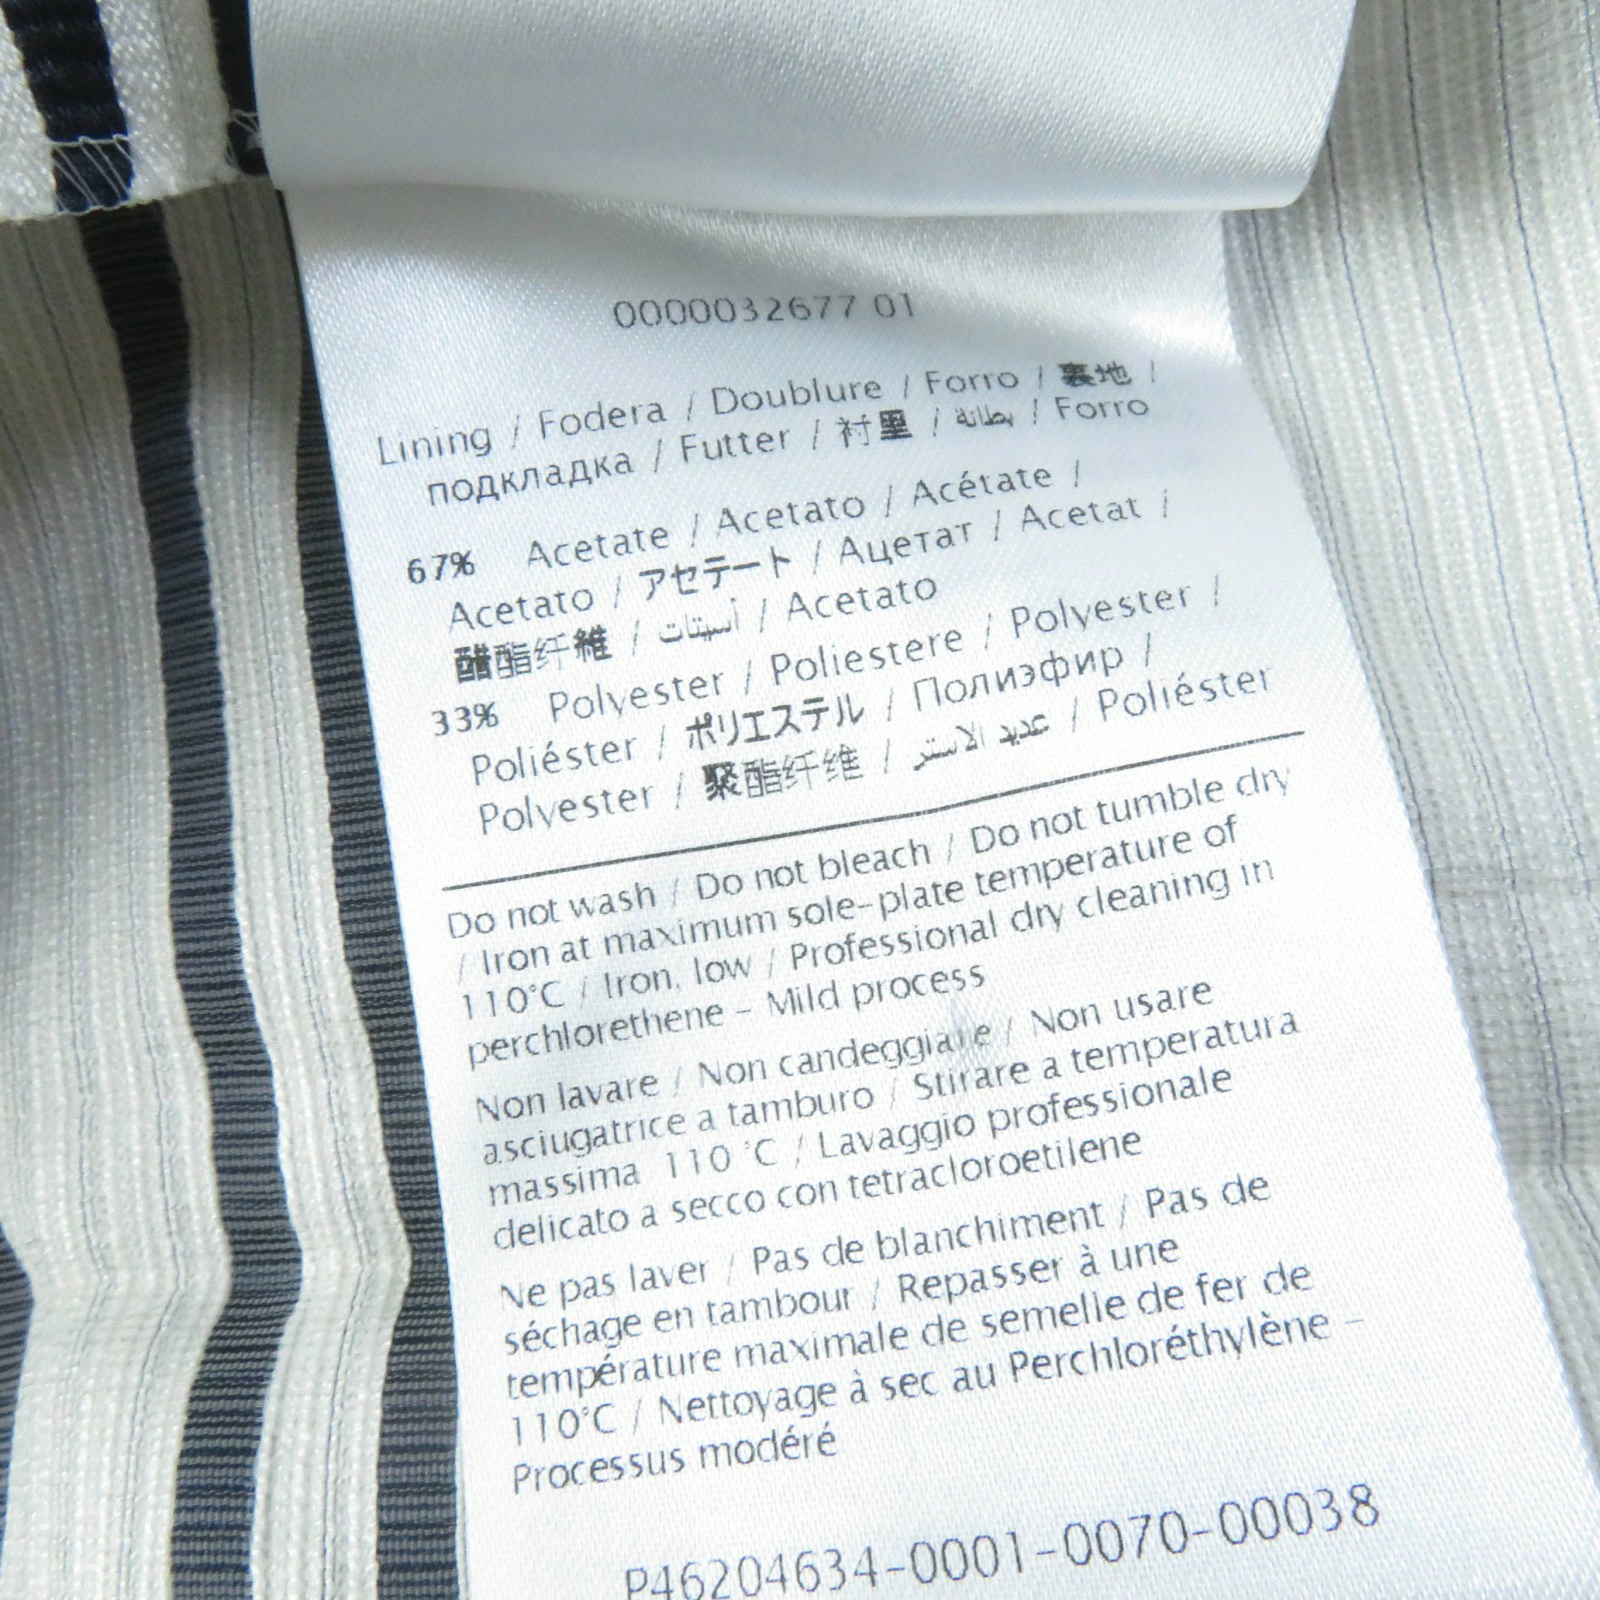 0000032677 01
Lining / Fodera / Doublure / Forro / 裏地 /
подкладка / Futter / 衬里 / بطانة / Forro
67% Acetate / Acetato / Acétate /
Acetato / アセテート / Ацетат / Acetat /
醋酯纤维 / أسيتات / Acetato
33% Polyester / Poliestere / Polyester /
Poliéster / ポリエステル / Полиэфир /
Polyester / 聚酯纤维 / عديد الاستر / Poliéster
Do not wash / Do not bleach / Do not tumble dry
/ Iron at maximum sole-plate temperature of
110°C / Iron, low / Professional dry cleaning in
perchlorethene - Mild process
Non lavare / Non candeggiare / Non usare
asciugatrice a tamburo / Stirare a temperatura
massima 110 °C / Lavaggio professionale
delicato a secco con tetracloroetilene
Ne pas laver / Pas de blanchiment / Pas de
séchage en tambour / Repasser à une
température maximale de semelle de fer de
110°C / Nettoyage à sec au Perchloréthylène -
Processus modéré
P46204634-0001-0070-00038